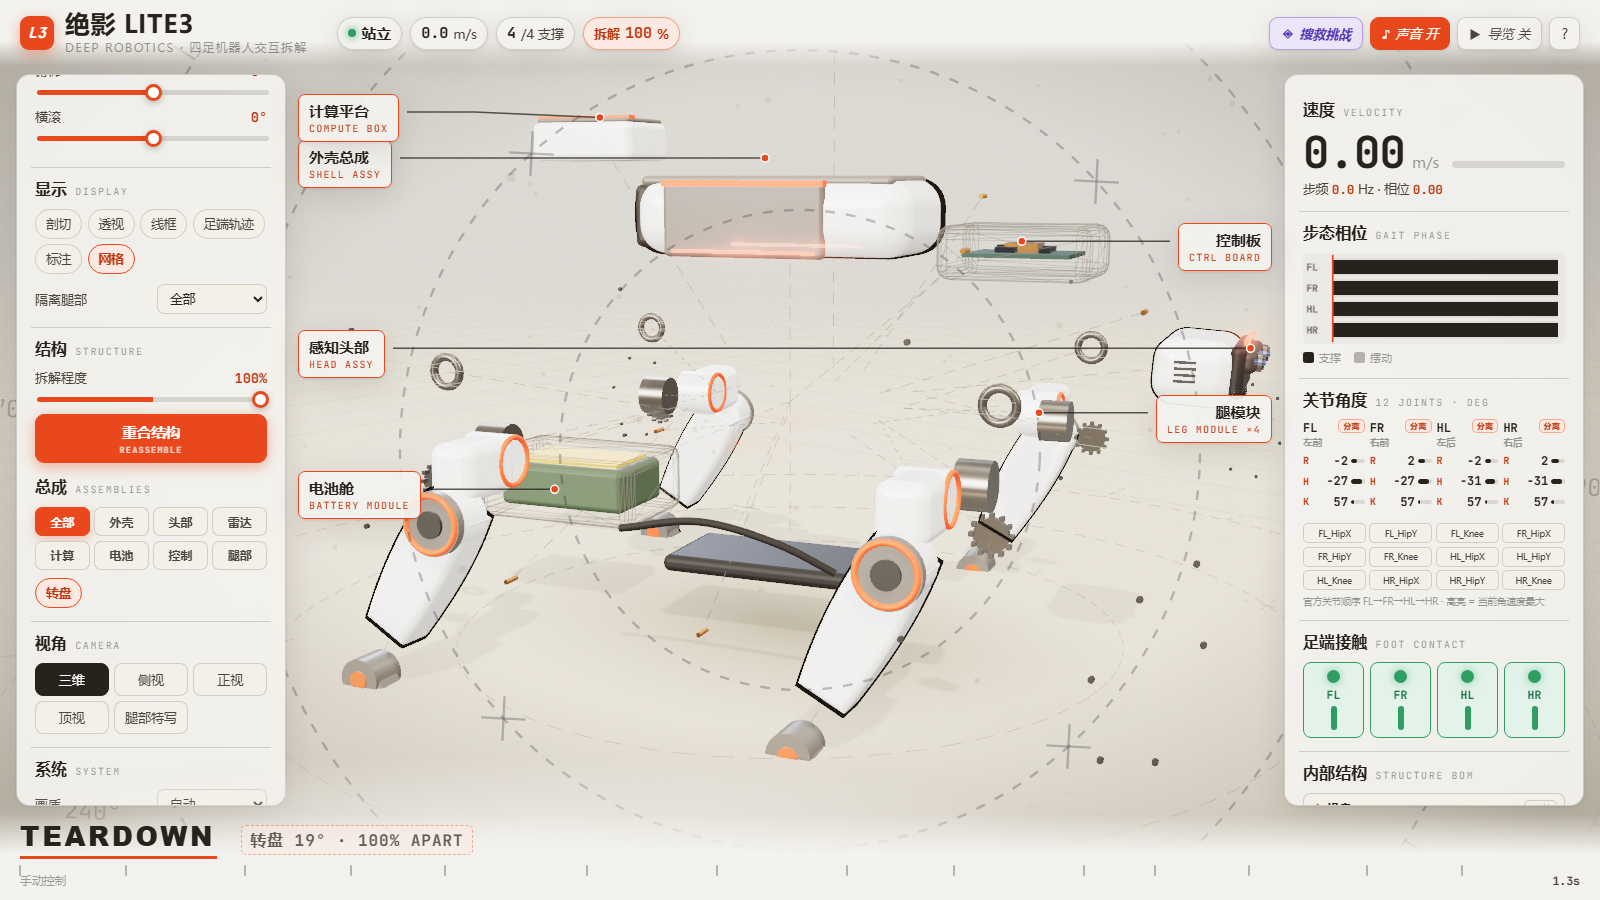 L3
绝影 LITE3
DEEP ROBOTICS · 四足机器人交互拆解
站立
0.0 m/s
4 /4 支撑
拆解 100 %
搜救挑战
♪ 声音 开
▶ 导览 关
?
横滚 0°
显示 DISPLAY
剖切 透视 线框 足端轨迹
标注 网格
隔离腿部 全部
结构 STRUCTURE
拆解程度 100%
重合结构
REASSEMBLE
总成 ASSEMBLIES
全部 外壳 头部 雷达
计算 电池 控制 腿部
转盘
视角 CAMERA
三维 侧视 正视
顶视 腿部特写
系统 SYSTEM
画质 自动
240°
计算平台
COMPUTE BOX
外壳总成
SHELL ASSY
控制板
CTRL BOARD
感知头部
HEAD ASSY
腿模块
LEG MODULE ×4
电池舱
BATTERY MODULE
速度 VELOCITY
0.00 m/s
步频 0.0 Hz · 相位 0.00
步态相位 GAIT PHASE
FL
FR
HL
HR
支撑 摆动
关节角度 12 JOINTS · DEG
FL 分离 FR 分离 HL 分离 HR 分离
左前 右前 左后 右后
R -2 R 2 R -2 R 2
H -27 H -27 H -31 H -31
K 57 K 57 K 57 K 57
FL_HipX FL_HipY FL_Knee FR_HipX
FR_HipY FR_Knee HL_HipX HL_HipY
HL_Knee HR_HipX HR_HipY HR_Knee
官方关节顺序 FL→FR→HL→HR · 高亮 = 当前角速度最大
足端接触 FOOT CONTACT
FL FR HL HR
内部结构 STRUCTURE BOM
TEARDOWN
转盘 19° · 100% APART
手动控制
1.3s